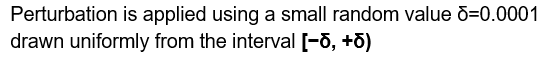 Perturbation is applied using a small random value δ=0.0001
drawn uniformly from the interval [−δ, +δ)